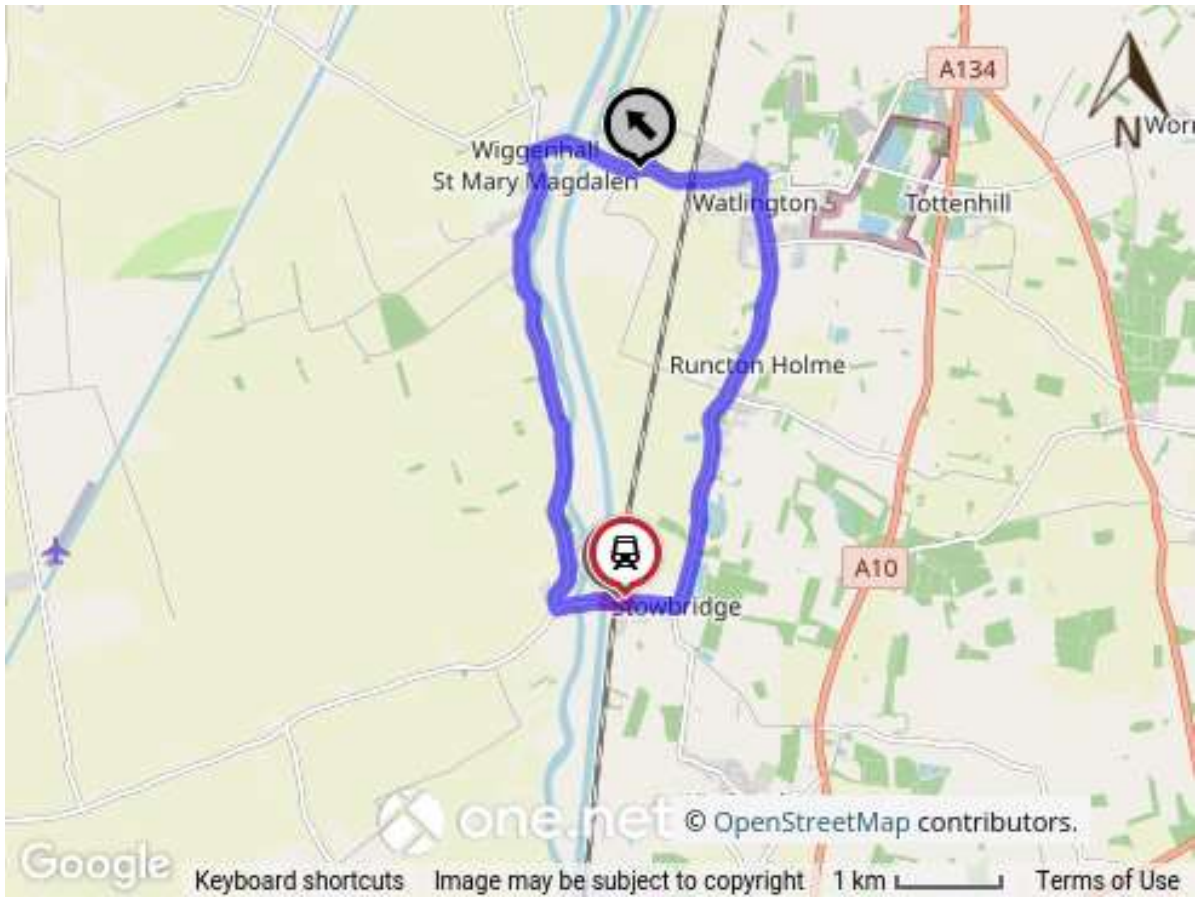 A134
N
Worn
Wiggenhall
St Mary Magdalen
Watlington
Tottenhill
Runcton Holme
A10
Stowbridge
one.net
© OpenStreetMap contributors.
Google
Keyboard shortcuts Image may be subject to copyright 1 km Terms of Use